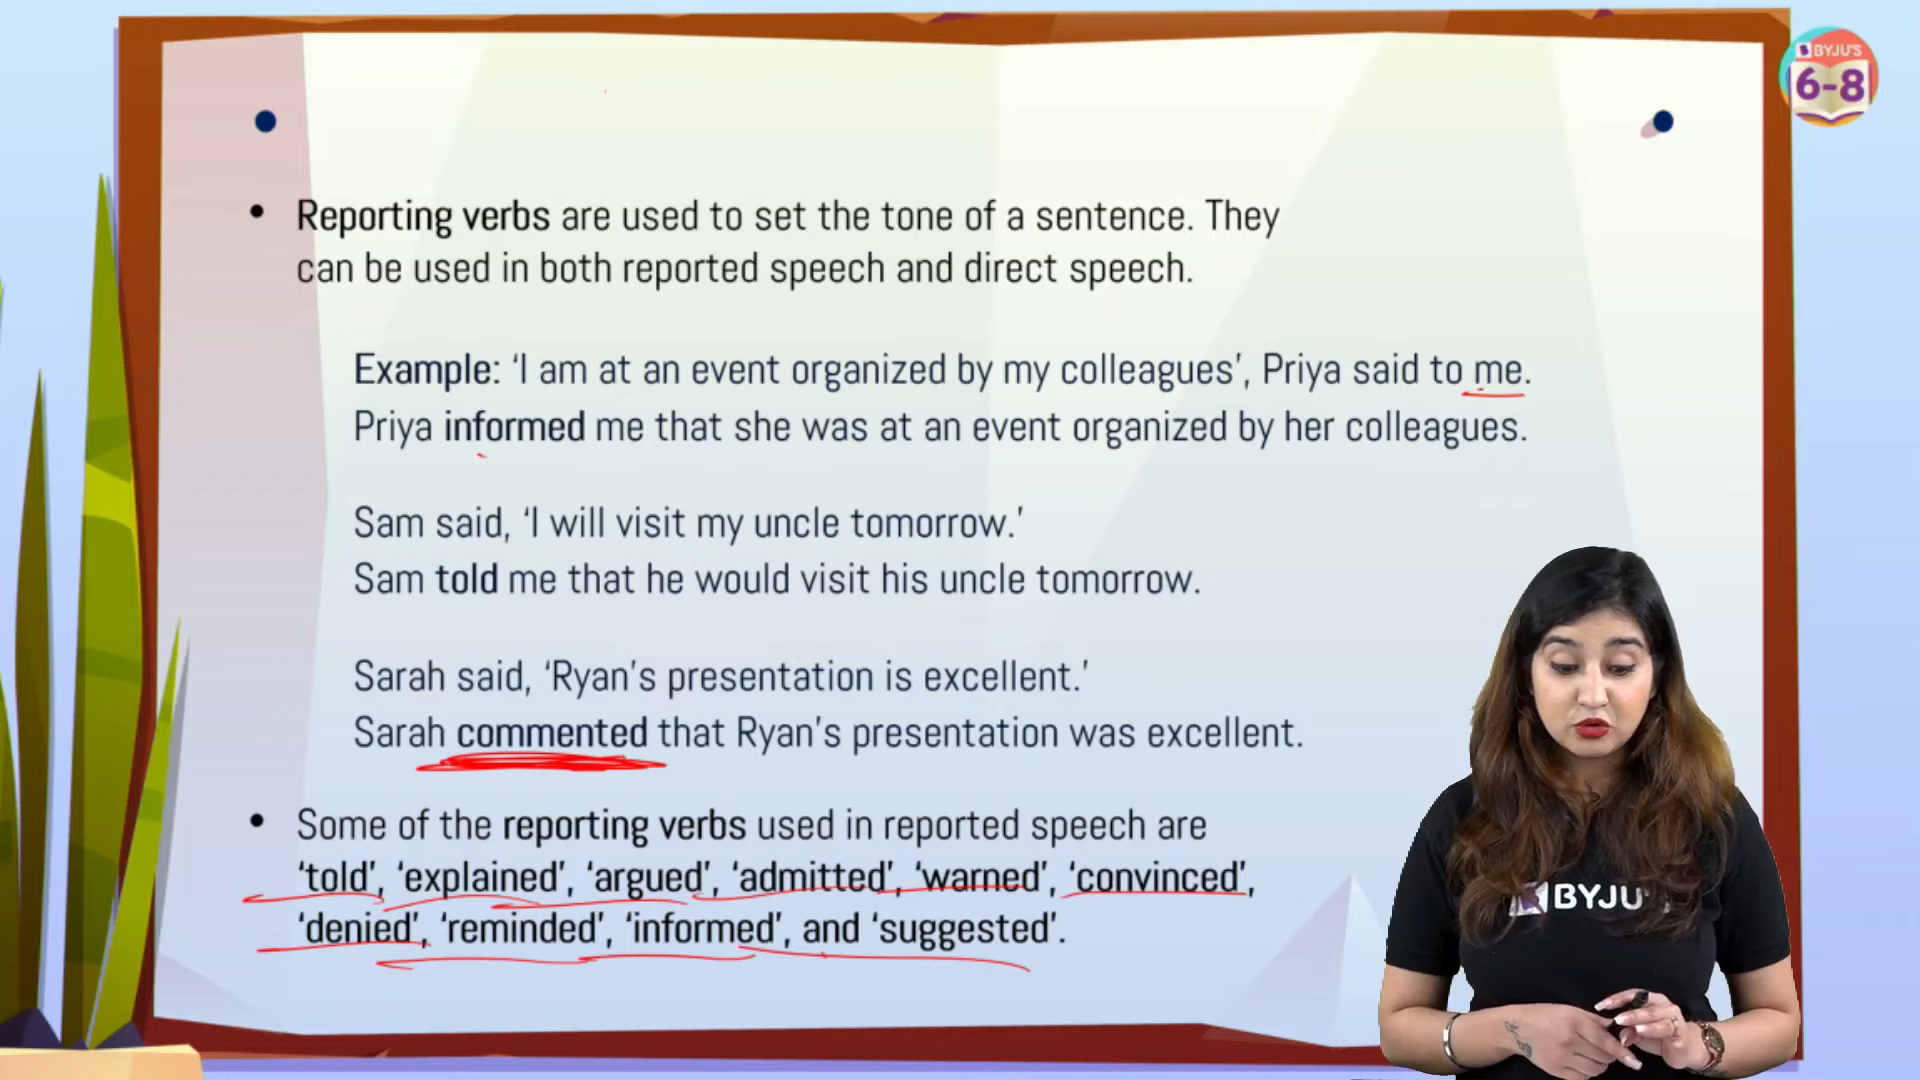 BYJU'S
6-8
• Reporting verbs are used to set the tone of a sentence. They
can be used in both reported speech and direct speech.
Example: ‘I am at an event organized by my colleagues’, Priya said to me.
Priya informed me that she was at an event organized by her colleagues.
Sam said, ‘I will visit my uncle tomorrow.’
Sam told me that he would visit his uncle tomorrow.
Sarah said, ‘Ryan’s presentation is excellent.’
Sarah commented that Ryan’s presentation was excellent.
• Some of the reporting verbs used in reported speech are
‘told’, ‘explained’, ‘argued’, ‘admitted’, ‘warned’, ‘convinced’,
‘denied’, ‘reminded’, ‘informed’, and ‘suggested’.
BYJU'S